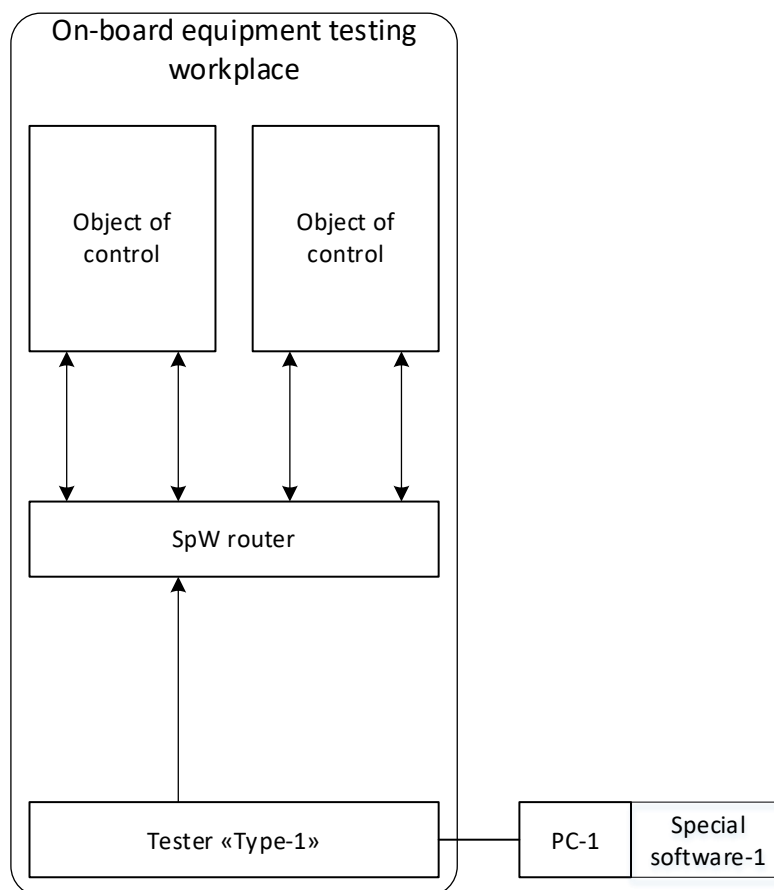 On-board equipment testing
workplace
Object of
control
Object of
control
SpW router
Tester «Type-1»
PC-1
Special
software-1